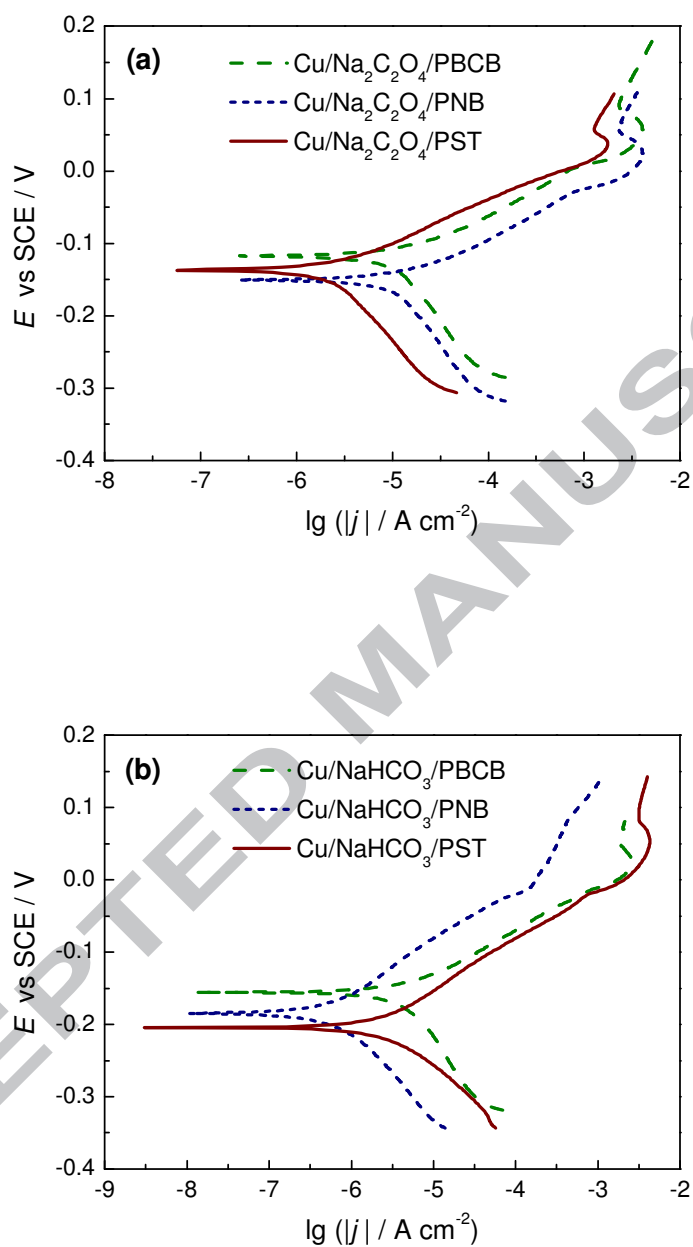 0.2
(a)
Cu/Na₂C₂O₄/PBCB
Cu/Na₂C₂O₄/PNB
Cu/Na₂C₂O₄/PST
0.1
0.0
-0.1
-0.2
-0.3
-0.4
E vs SCE / V
-8 -7 -6 -5 -4 -3 -2
lg (|j| / A cm⁻²)
EPTED MANUS
0.2
(b)
Cu/NaHCO₃/PBCB
Cu/NaHCO₃/PNB
Cu/NaHCO₃/PST
0.1
0.0
-0.1
-0.2
-0.3
-0.4
E vs SCE / V
-9 -8 -7 -6 -5 -4 -3 -2
lg (|j| / A cm⁻²)